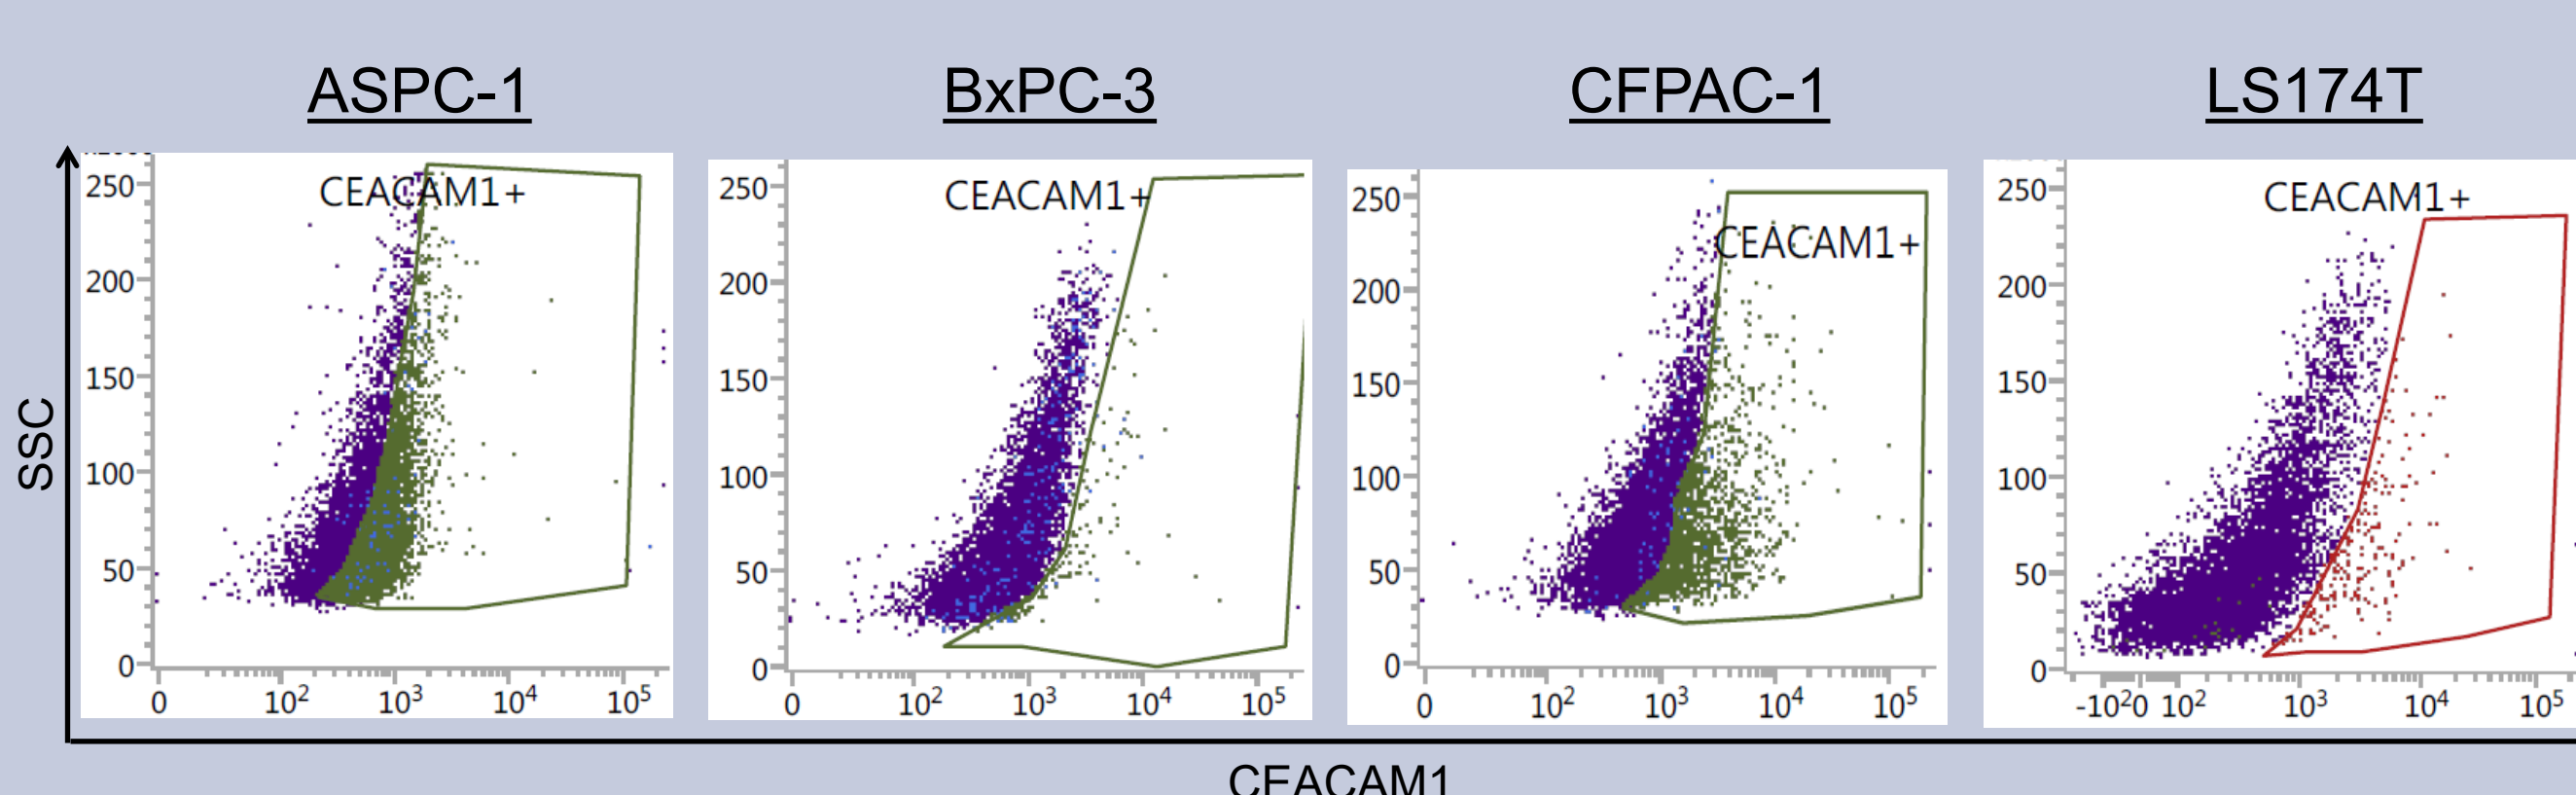 ASPC-1 BxPC-3 CFPAC-1 LS174T
CEACAM1+ CEACAM1+ CEACAM1+ CEACAM1+
250 250 250 250
200 200 200 200
150 150 150 150
100 100 100 100
50 50 50 50
0 0 0 0
0 10² 10³ 10⁴ 10⁵ 0 10² 10³ 10⁴ 10⁵ 0 10² 10³ 10⁴ 10⁵ -10² 0 10² 10³ 10⁴ 10⁵
SSC
CEACAM1